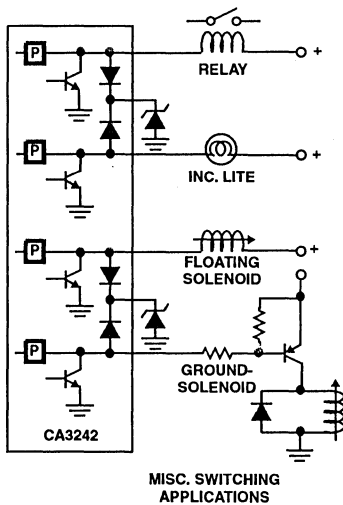 P
+
RELAY
P
+
INC. LITE
P
+
FLOATING
SOLENOID
P
GROUND-
SOLENOID
CA3242
MISC. SWITCHING
APPLICATIONS